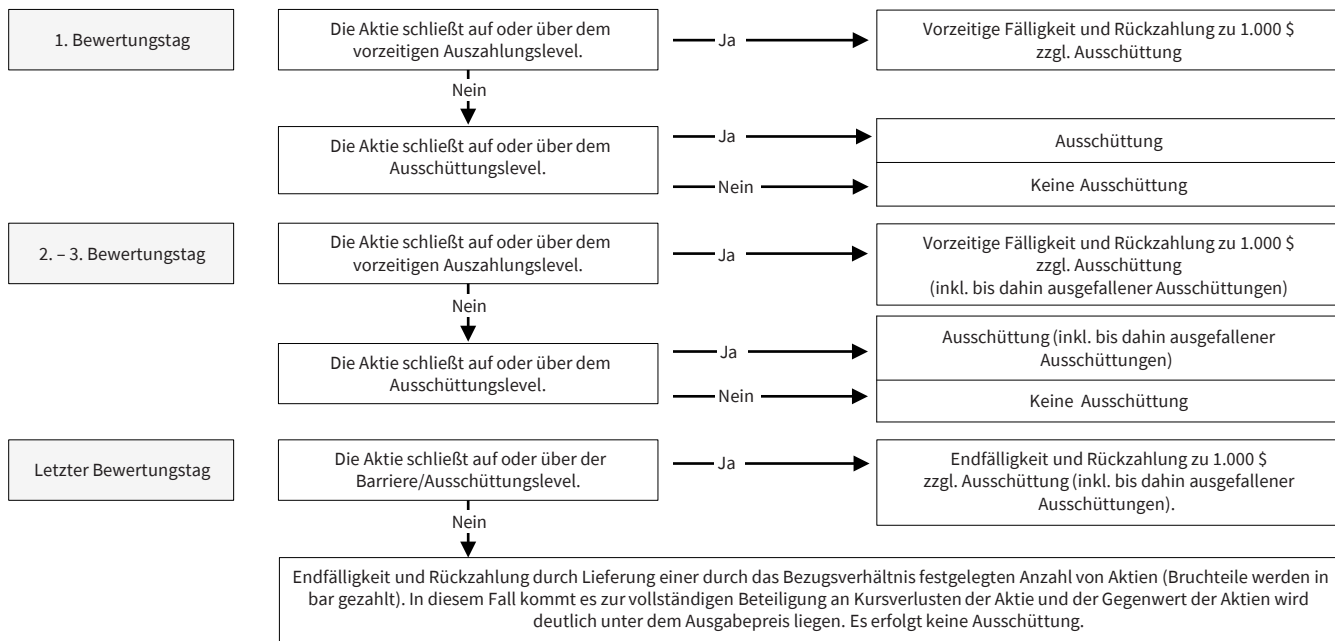 1. Bewertungstag
Die Aktie schließt auf oder über dem
vorzeitigen Auszahlungslevel.
Ja
Vorzeitige Fälligkeit und Rückzahlung zu 1.000 $
zzgl. Ausschüttung
Nein
Die Aktie schließt auf oder über dem
Ausschüttungslevel.
Ja
Ausschüttung
Nein
Keine Ausschüttung
2. – 3. Bewertungstag
Die Aktie schließt auf oder über dem
vorzeitigen Auszahlungslevel.
Ja
Vorzeitige Fälligkeit und Rückzahlung zu 1.000 $
zzgl. Ausschüttung
(inkl. bis dahin ausgefallener Ausschüttungen)
Nein
Die Aktie schließt auf oder über dem
Ausschüttungslevel.
Ja
Ausschüttung (inkl. bis dahin ausgefallener
Ausschüttungen)
Nein
Keine Ausschüttung
Letzter Bewertungstag
Die Aktie schließt auf oder über der
Barriere/Ausschüttungslevel.
Ja
Endfälligkeit und Rückzahlung zu 1.000 $
zzgl. Ausschüttung (inkl. bis dahin ausgefallener
Ausschüttungen).
Nein
Endfälligkeit und Rückzahlung durch Lieferung einer durch das Bezugsverhältnis festgelegten Anzahl von Aktien (Bruchteile werden in
bar gezahlt). In diesem Fall kommt es zur vollständigen Beteiligung an Kursverlusten der Aktie und der Gegenwert der Aktien wird
deutlich unter dem Ausgabepreis liegen. Es erfolgt keine Ausschüttung.